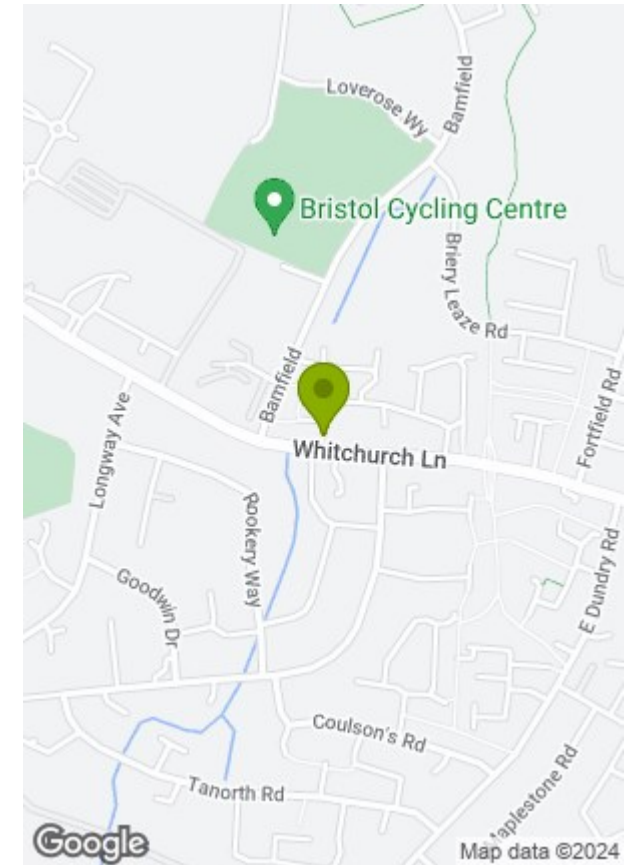 Loverose Wy
Bamfield
Bristol Cycling Centre
Briery Leaze Rd
Bamfield
Fortfield Rd
Longway Ave
Whitchurch Ln
Rookery Way
E Dundry Rd
Goodwin Dr
Coulson's Rd
Tanorth Rd
Maplestone Rd
Google
Map data ©2024